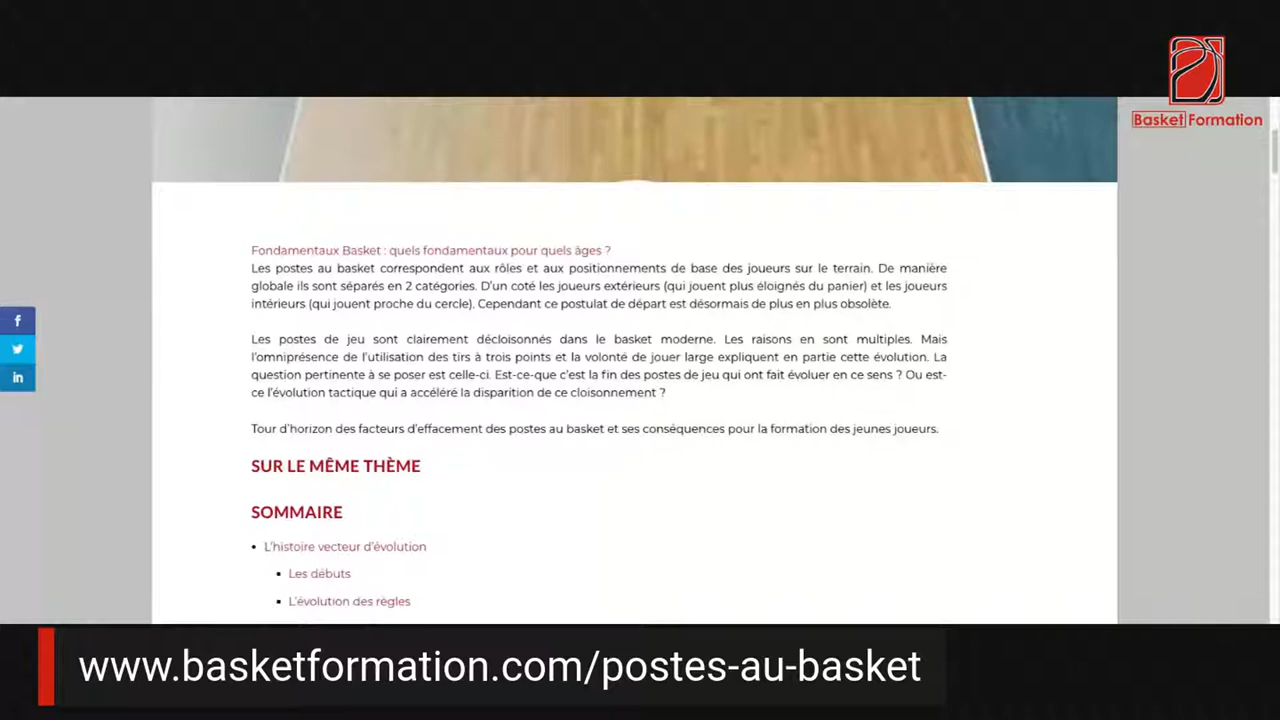 Basket Formation
Fondamentaux Basket : quels fondamentaux pour quels âges ?
Les postes au basket correspondent aux rôles et aux positionnements de base des joueurs sur le terrain. De manière
globale ils sont séparés en 2 catégories. D'un coté les joueurs extérieurs (qui jouent plus éloignés du panier) et les joueurs
intérieurs (qui jouent proche du cercle). Cependant ce postulat de départ est désormais de plus en plus obsolète.
Les postes de jeu sont clairement décloisonnés dans le basket moderne. Les raisons en sont multiples. Mais
l'omniprésence de l'utilisation des tirs à trois points et la volonté de jouer large expliquent en partie cette évolution. La
question pertinente à se poser est celle-ci. Est-ce-que c'est la fin des postes de jeu qui ont fait évoluer en ce sens ? Ou est-
ce l'évolution tactique qui a accéléré la disparition de ce cloisonnement ?
Tour d'horizon des facteurs d'effacement des postes au basket et ses conséquences pour la formation des jeunes joueurs.
SUR LE MÊME THÈME
SOMMAIRE
• L'histoire vecteur d'évolution
▪ Les débuts
▪ L'évolution des règles
f
in
www.basketformation.com/postes-au-basket